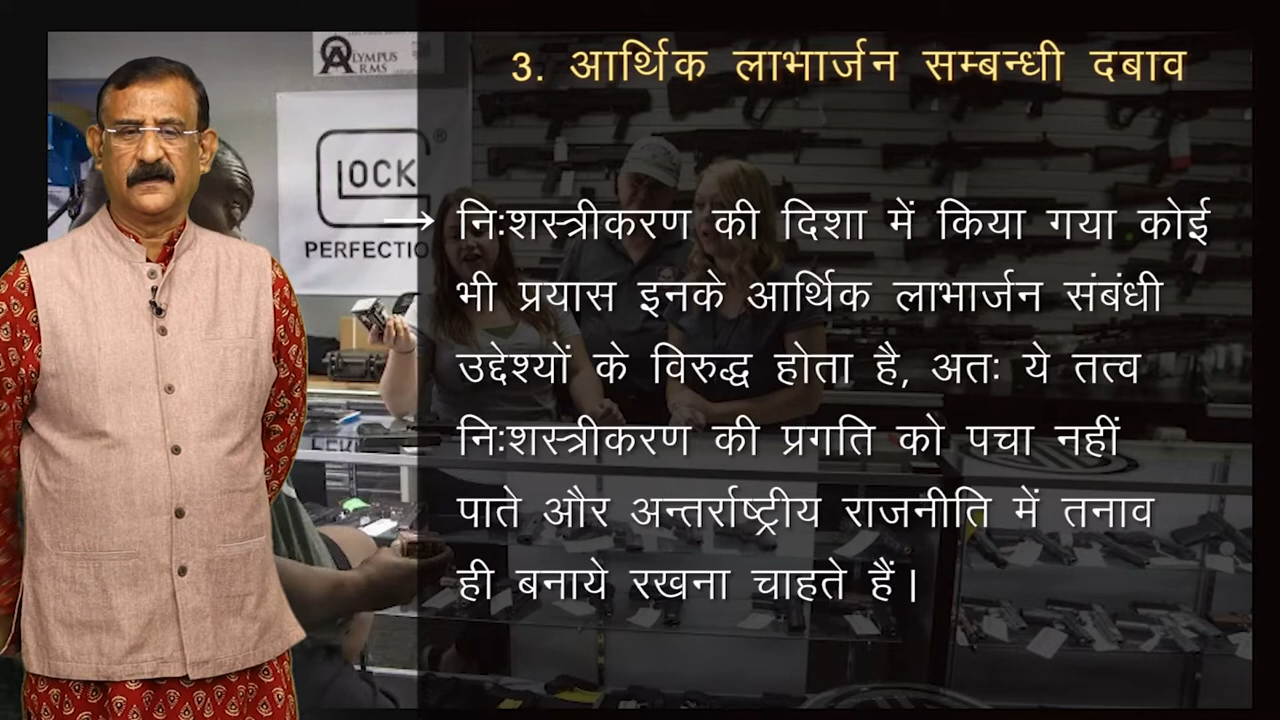 3. आर्थिक लाभार्जन सम्बन्धी दबाव
OLYMPUS
ARMS
GLOCK
PERFECTIO
→ निःशस्त्रीकरण की दिशा में किया गया कोई
भी प्रयास इनके आर्थिक लाभार्जन संबंधी
उद्देश्यों के विरुद्ध होता है, अतः ये तत्व
निःशस्त्रीकरण की प्रगति को पचा नहीं
पाते और अन्तर्राष्ट्रीय राजनीति में तनाव
ही बनाये रखना चाहते हैं।